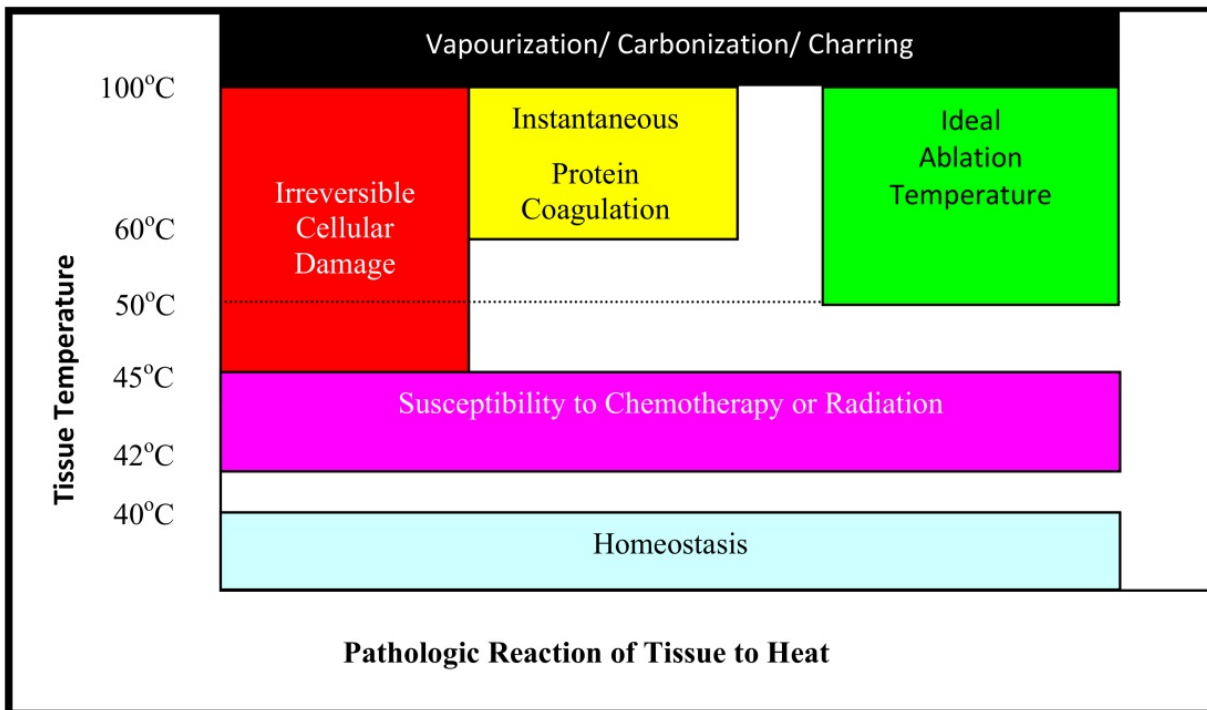 Vapourization/ Carbonization/ Charring
100°C
Instantaneous
Protein
Coagulation
Ideal
Ablation
Temperature
Irreversible
Cellular
Damage
60°C
50°C
45°C
Susceptibility to Chemotherapy or Radiation
42°C
40°C
Homeostasis
Tissue Temperature
Pathologic Reaction of Tissue to Heat